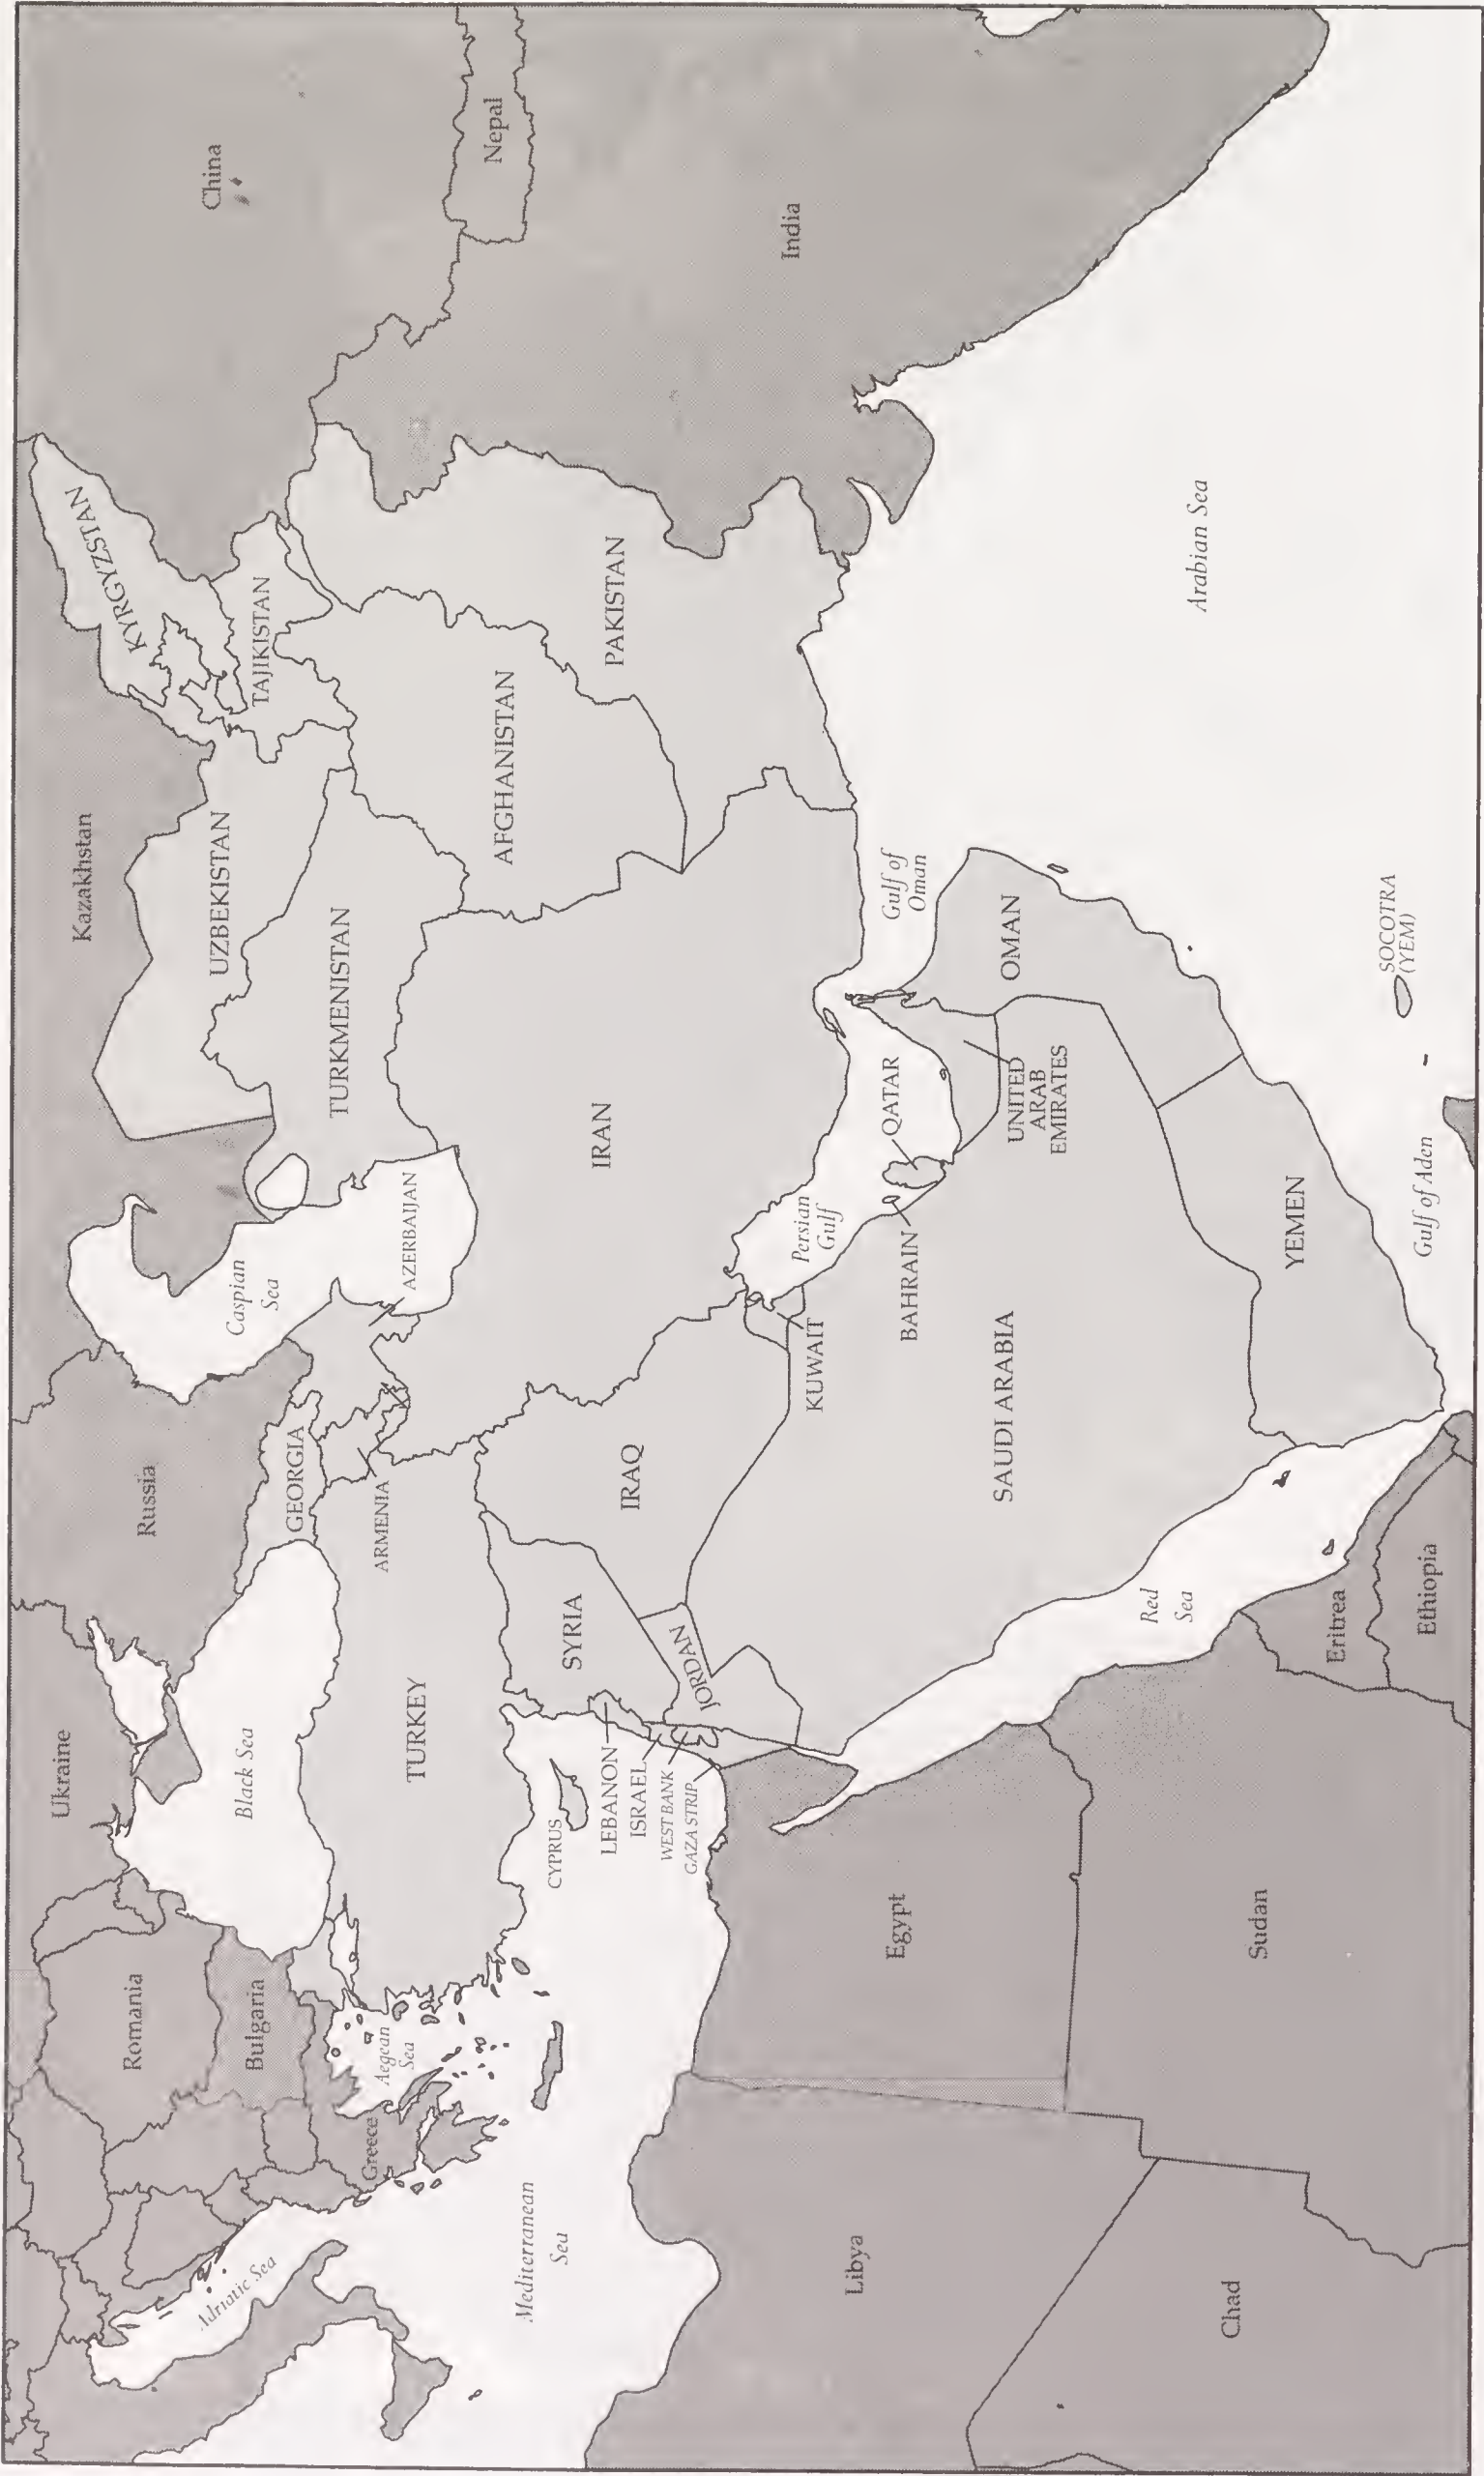 Ukraine
Russia
Kazakhstan
China
Romania
Bulgaria
Black Sea
GEORGIA
Caspian
Sea
UZBEKISTAN
KYRGYZSTAN
TAJIKISTAN
Adriatic Sea
Greece
Aegean
Sea
TURKEY
ARMENIA
AZERBAIJAN
TURKMENISTAN
Nepal
AFGHANISTAN
Mediterranean
Sea
CYPRUS
LEBANON
ISRAEL
WEST BANK
GAZA STRIP
SYRIA
JORDAN
IRAQ
IRAN
PAKISTAN
India
KUWAIT
Persian
Gulf
BAHRAIN
QATAR
UNITED
ARAB
EMIRATES
Gulf of
Oman
OMAN
Libya
Egypt
SAUDI ARABIA
Arabian Sea
Red
Sea
YEMEN
Chad
Sudan
Eritrea
Ethiopia
Gulf of Aden
SOCOTRA
(YEM)